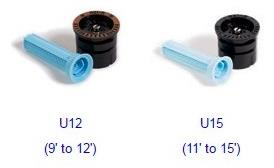 U12
U15
(9' to 12')
(11' to 15')